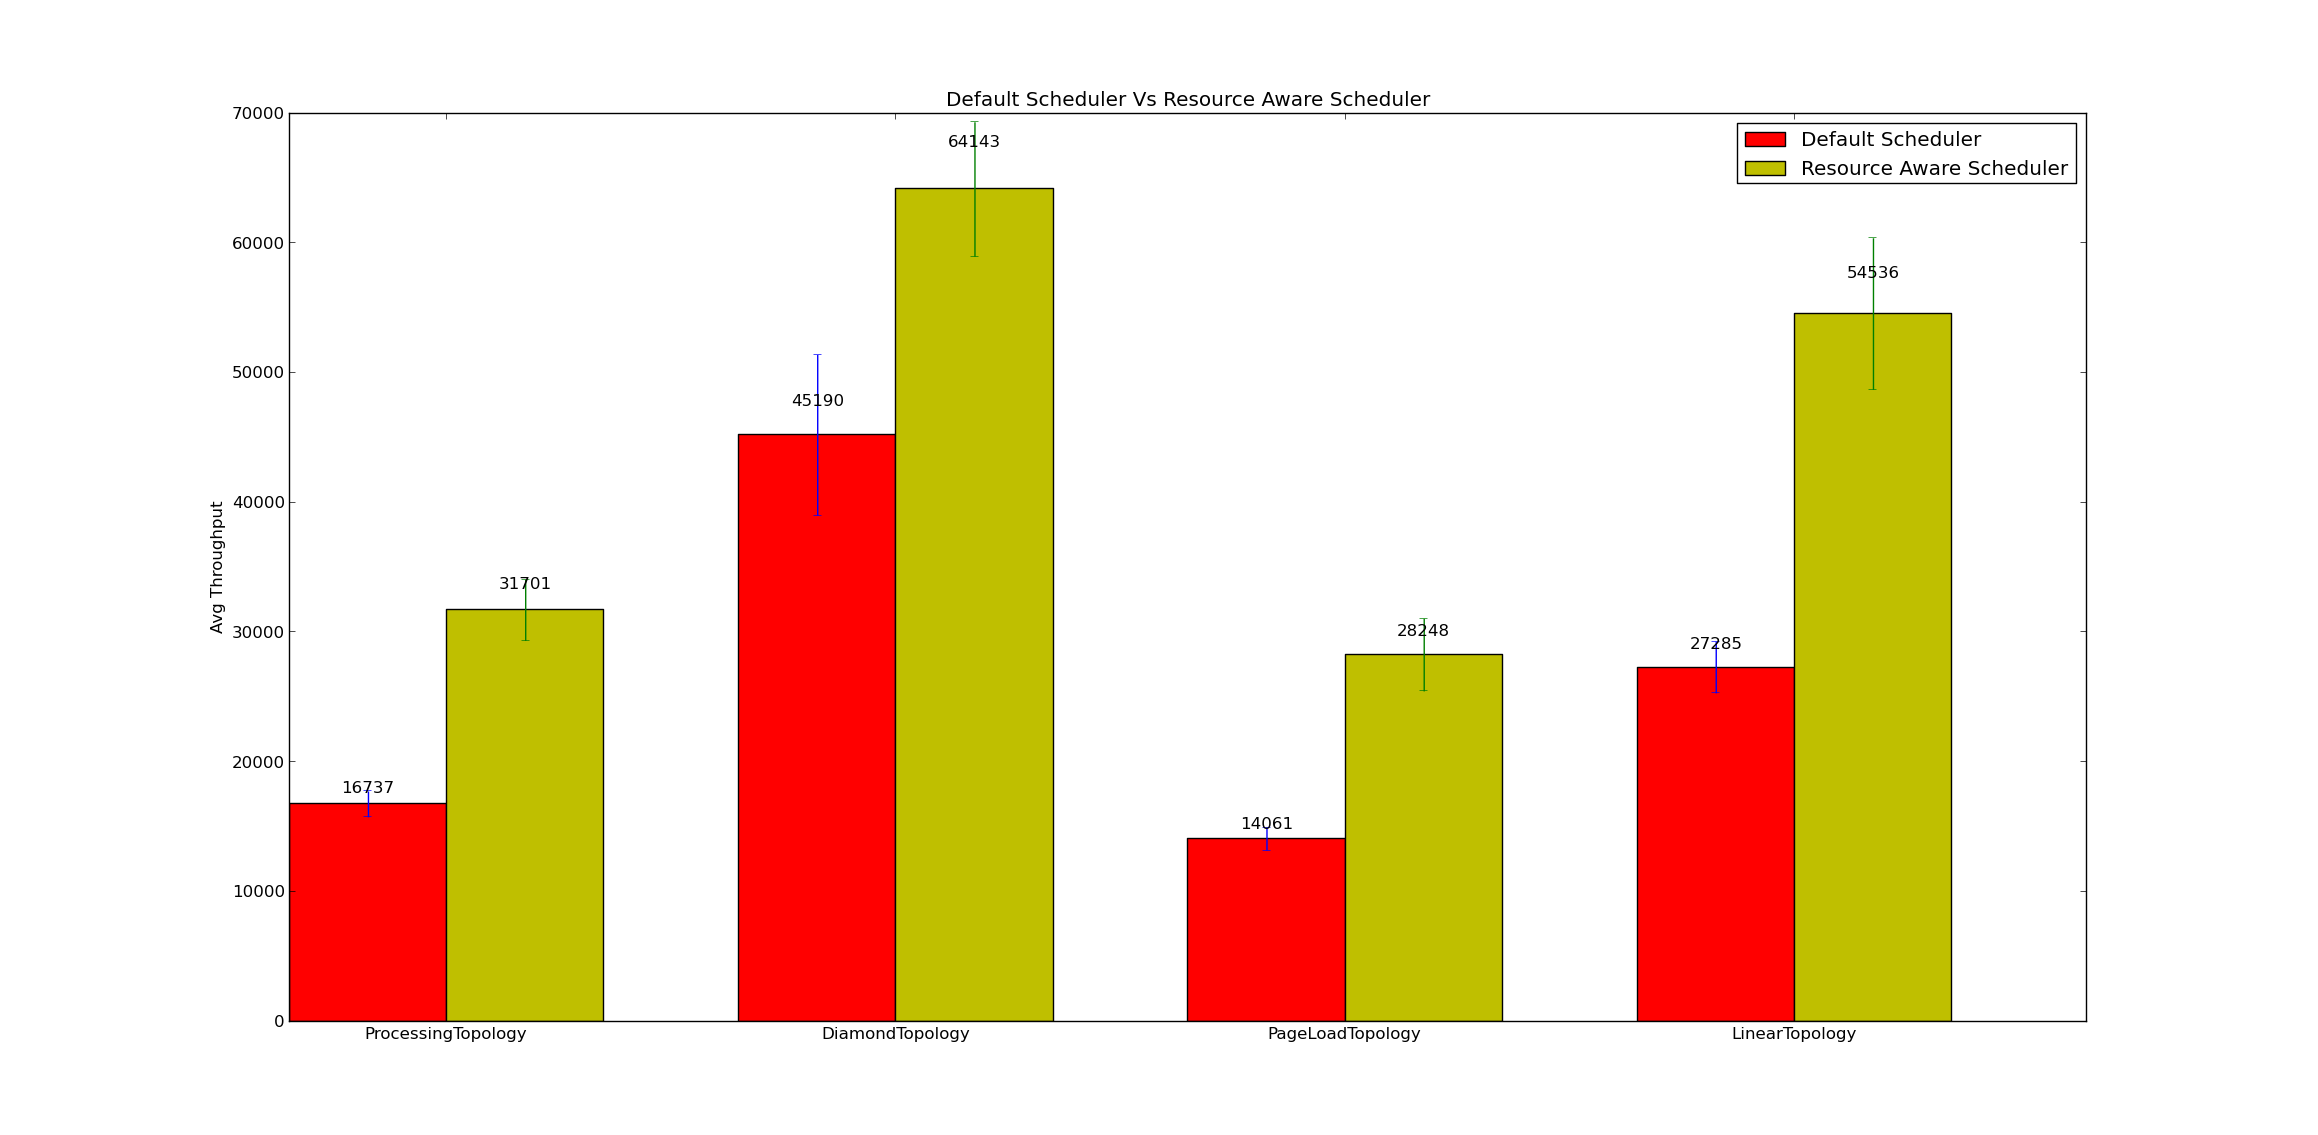 Default Scheduler Vs Resource Aware Scheduler
Default Scheduler
Resource Aware Scheduler
Avg Throughput
70000
60000
50000
40000
30000
20000
10000
0
16737
31701
45190
64143
14061
28248
27285
54536
ProcessingTopology
DiamondTopology
PageLoadTopology
LinearTopology